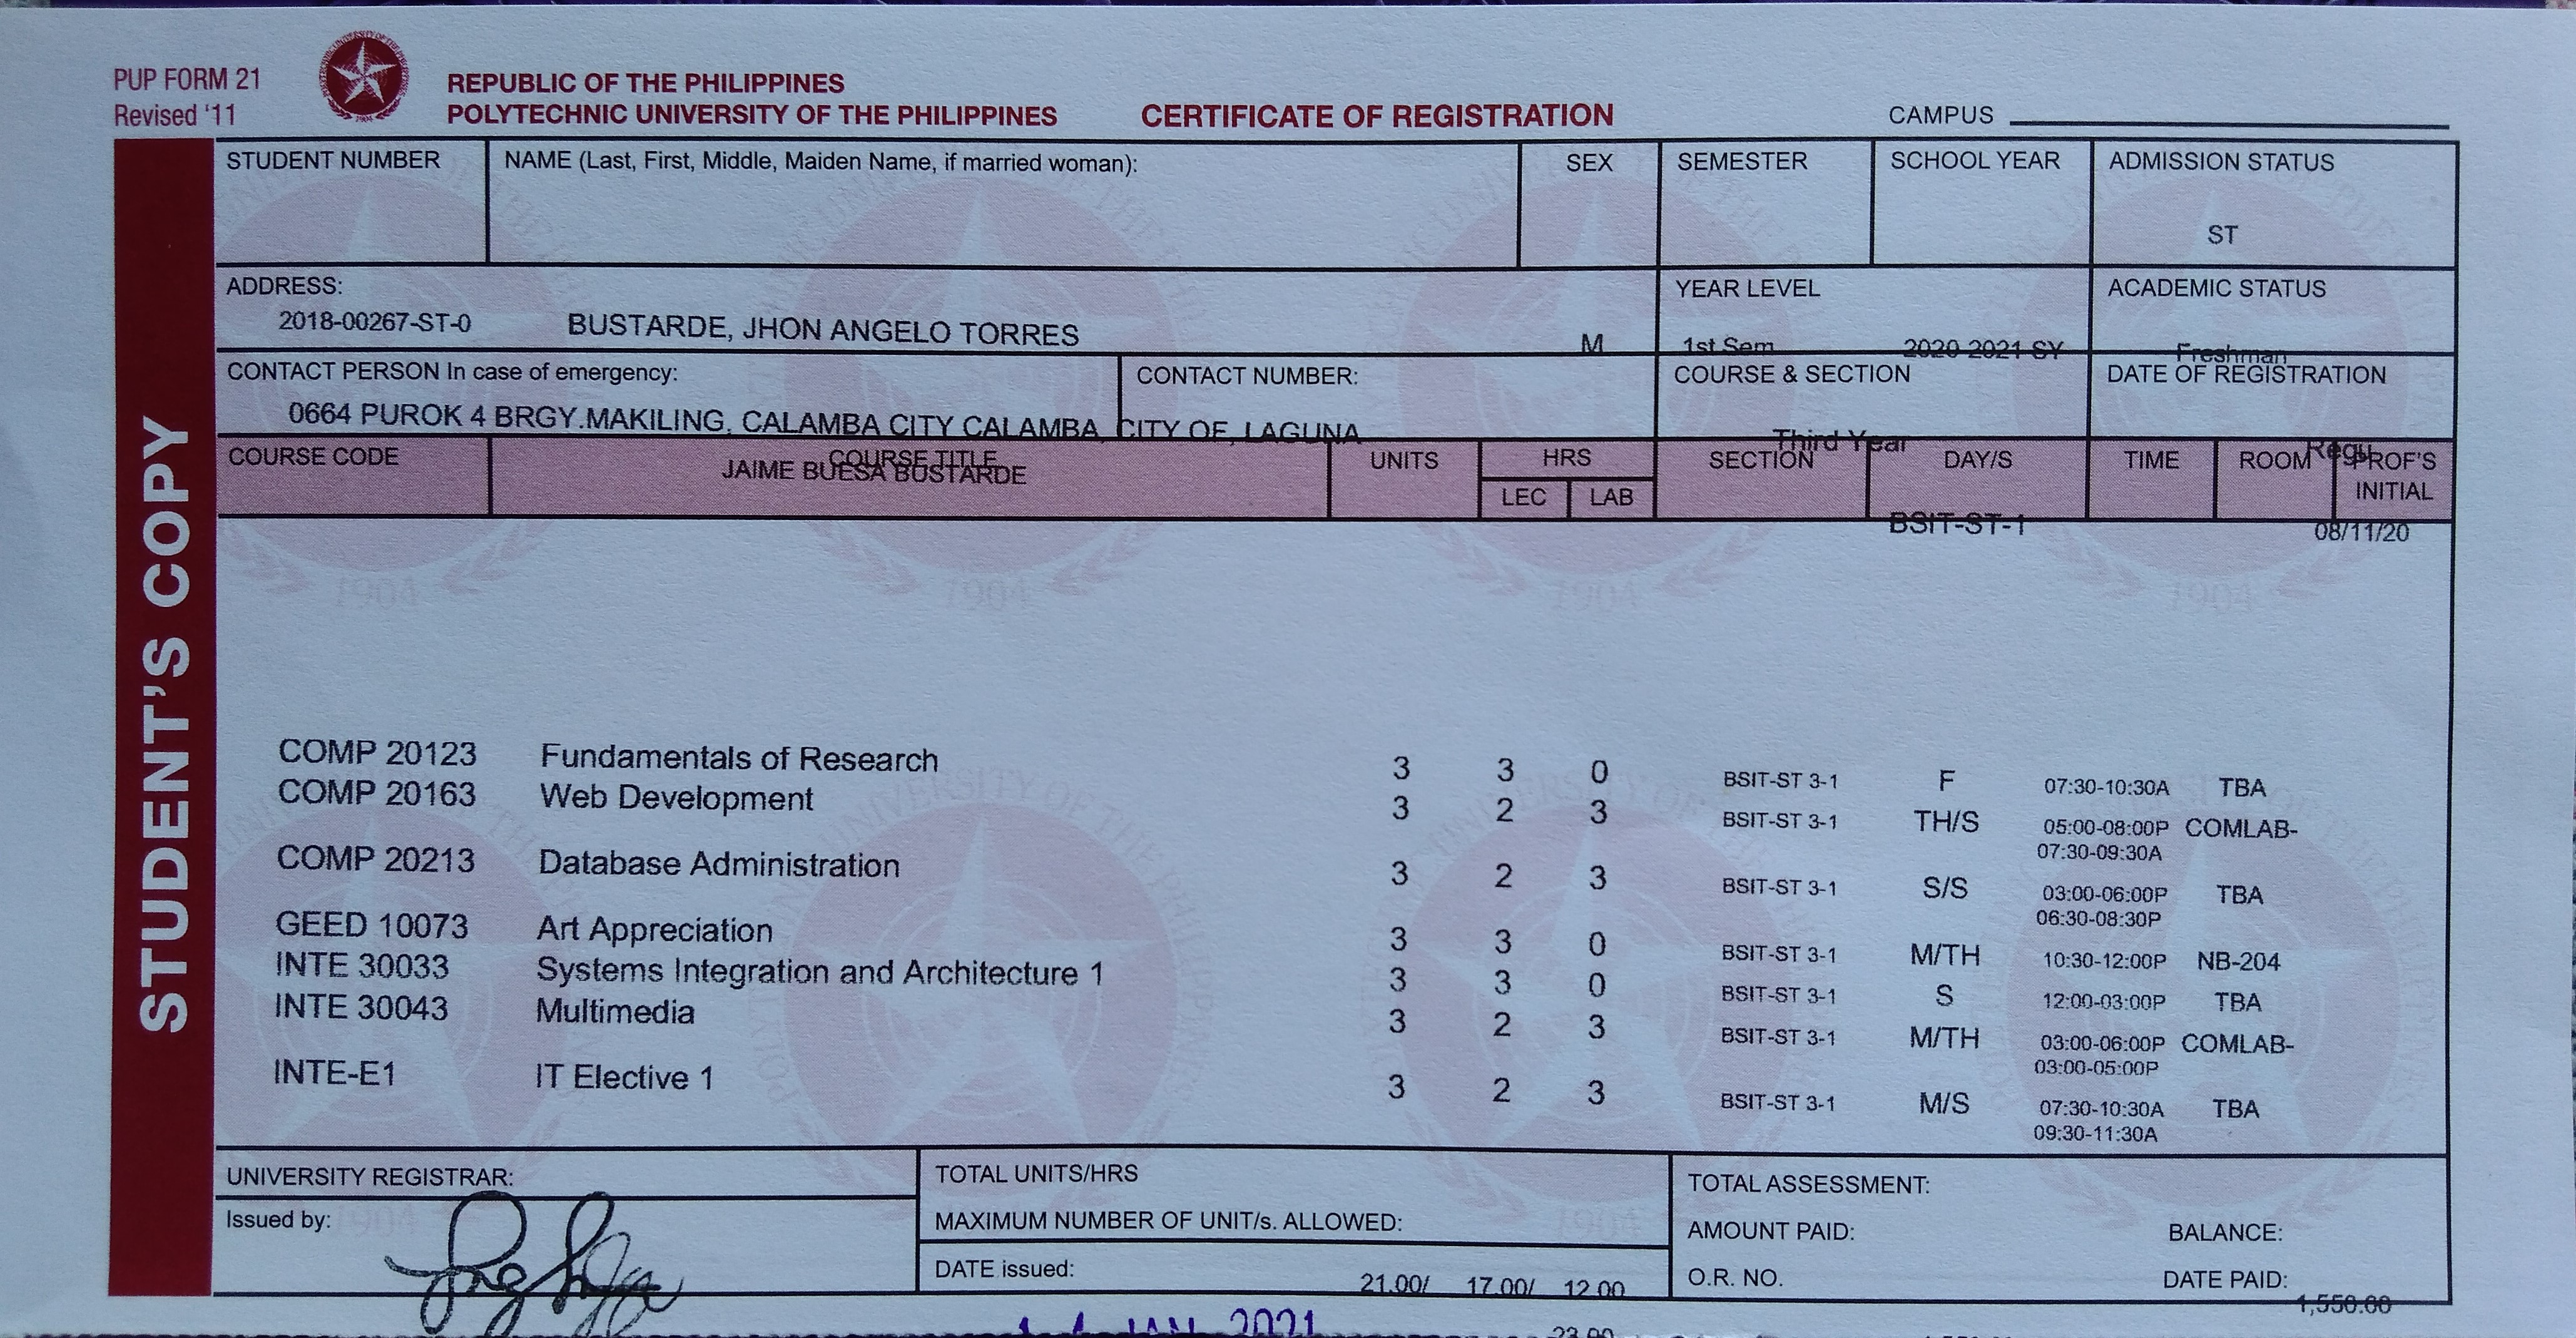 PUP FORM 21
Revised '11
REPUBLIC OF THE PHILIPPINES
POLYTECHNIC UNIVERSITY OF THE PHILIPPINES
CERTIFICATE OF REGISTRATION
CAMPUS
STUDENT'S COPY
STUDENT NUMBER NAME (Last, First, Middle, Maiden Name, if married woman): SEX SEMESTER SCHOOL YEAR ADMISSION STATUS
ST
ADDRESS: YEAR LEVEL ACADEMIC STATUS
2018-00267-ST-0 BUSTARDE, JHON ANGELO TORRES M 1st Sem 2020-2021 SY Freshman
CONTACT PERSON In case of emergency: CONTACT NUMBER: COURSE & SECTION DATE OF REGISTRATION
0664 PUROK 4 BRGY.MAKILING, CALAMBA CITY CALAMBA, CITY OF, LAGUNA Third Year Regu
COURSE CODE COURSE TITLE UNITS HRS SECTION DAY/S TIME ROOM PROF'S INITIAL
JAIME BUESA BUSTARDE
LEC LAB
BSIT-ST-1 08/11/20
COMP 20123 Fundamentals of Research 3 3 0 BSIT-ST 3-1 F 07:30-10:30A TBA
COMP 20163 Web Development 3 2 3 BSIT-ST 3-1 TH/S 05:00-08:00P COMLAB-
07:30-09:30A
COMP 20213 Database Administration 3 2 3 BSIT-ST 3-1 S/S 03:00-06:00P TBA
06:30-08:30P
GEED 10073 Art Appreciation 3 3 0 BSIT-ST 3-1 M/TH 10:30-12:00P NB-204
INTE 30033 Systems Integration and Architecture 1 3 3 0 BSIT-ST 3-1 S 12:00-03:00P TBA
INTE 30043 Multimedia 3 2 3 BSIT-ST 3-1 M/TH 03:00-06:00P COMLAB-
03:00-05:00P
INTE-E1 IT Elective 1 3 2 3 BSIT-ST 3-1 M/S 07:30-10:30A TBA
09:30-11:30A
UNIVERSITY REGISTRAR: TOTAL UNITS/HRS TOTAL ASSESSMENT:
Issued by: MAXIMUM NUMBER OF UNIT/s. ALLOWED: AMOUNT PAID: BALANCE:
DATE issued: 21.00/ 17.00/ 12.00 O.R. NO. DATE PAID:
1,550.00
JAN 2021 23.00